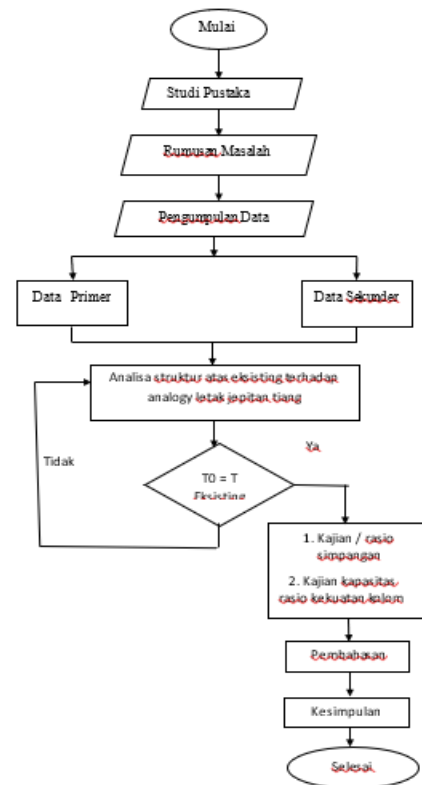 Mulai
Studi Pustaka
Rumusan Masalah
Pengumpulan Data
Data Primer
Data Sekunder
Analisa struktur atas eksisting terhadap
analogy letak jepitan tiang
Ya
Tidak
T0 = T
Eksisting
1. Kajian / rasio
simpangan
2. Kajian kapasitas
rasio kekuatan kolom
Pembahasan
Kesimpulan
Selesai